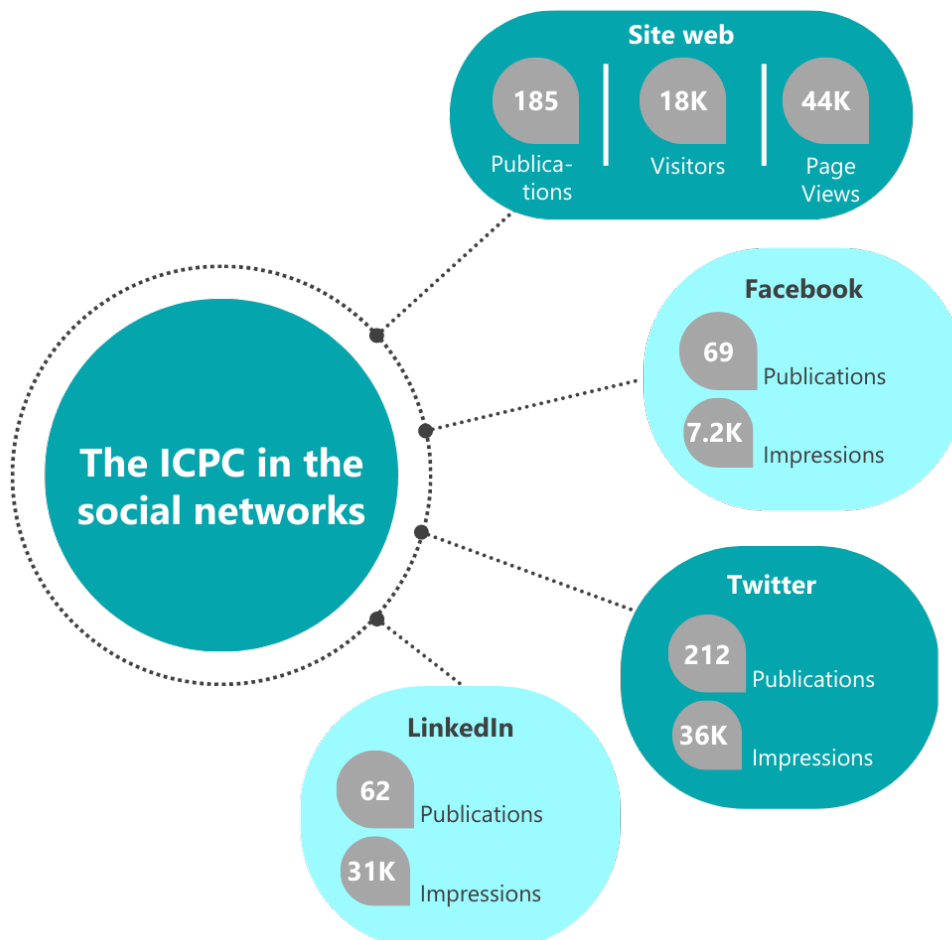 Site web
185
18K
44K
Publica-
tions
Visitors
Page
Views
Facebook
69
Publications
7.2K
Impressions
The ICPC in the
social networks
Twitter
212
Publications
36K
Impressions
LinkedIn
62
Publications
31K
Impressions